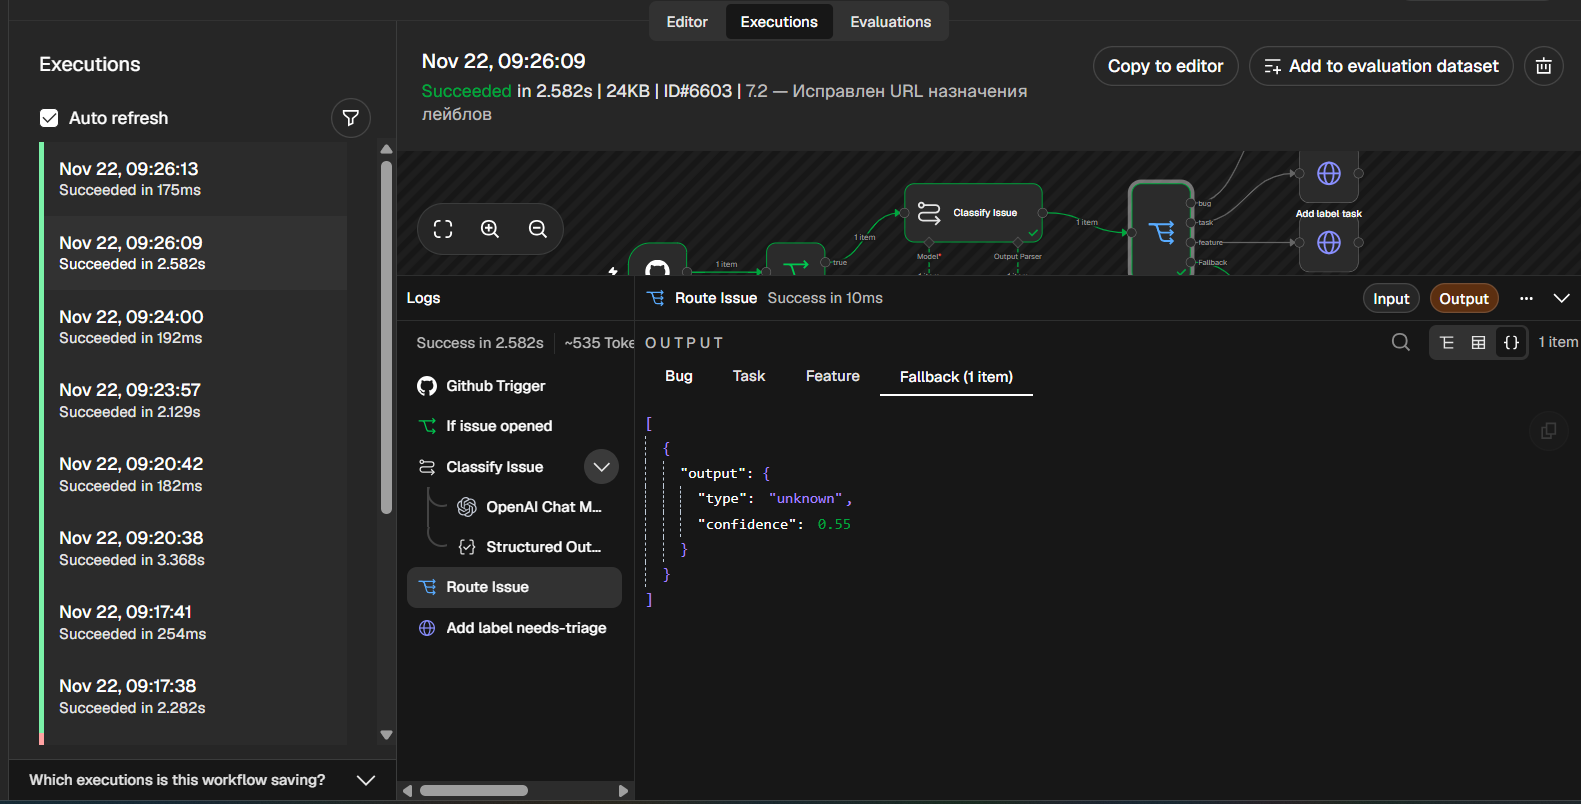 Editor
Executions
Evaluations
Executions
Auto refresh
Nov 22, 09:26:13
Succeeded in 175ms
Nov 22, 09:26:09
Succeeded in 2.582s
Nov 22, 09:24:00
Succeeded in 192ms
Nov 22, 09:23:57
Succeeded in 2.129s
Nov 22, 09:20:42
Succeeded in 182ms
Nov 22, 09:20:38
Succeeded in 3.368s
Nov 22, 09:17:41
Succeeded in 254ms
Nov 22, 09:17:38
Succeeded in 2.282s
Which executions is this workflow saving?
Nov 22, 09:26:09
Succeeded in 2.582s | 24KB | ID#6603 | 7.2 — Исправлен URL назначения
лейблов
Copy to editor
Add to evaluation dataset
1 item
true
1 item
Classify Issue
Model*
Output Parser
1 item
bug
task
feature
Fallback
Add label task
Logs
Success in 2.582s
~535 Toke
Github Trigger
If issue opened
Classify Issue
OpenAI Chat M...
Structured Out...
Route Issue
Add label needs-triage
Route Issue Success in 10ms
Input
Output
OUTPUT
1 item
Bug
Task
Feature
Fallback (1 item)
[
{
"output": {
"type": "unknown",
"confidence": 0.55
}
}
]